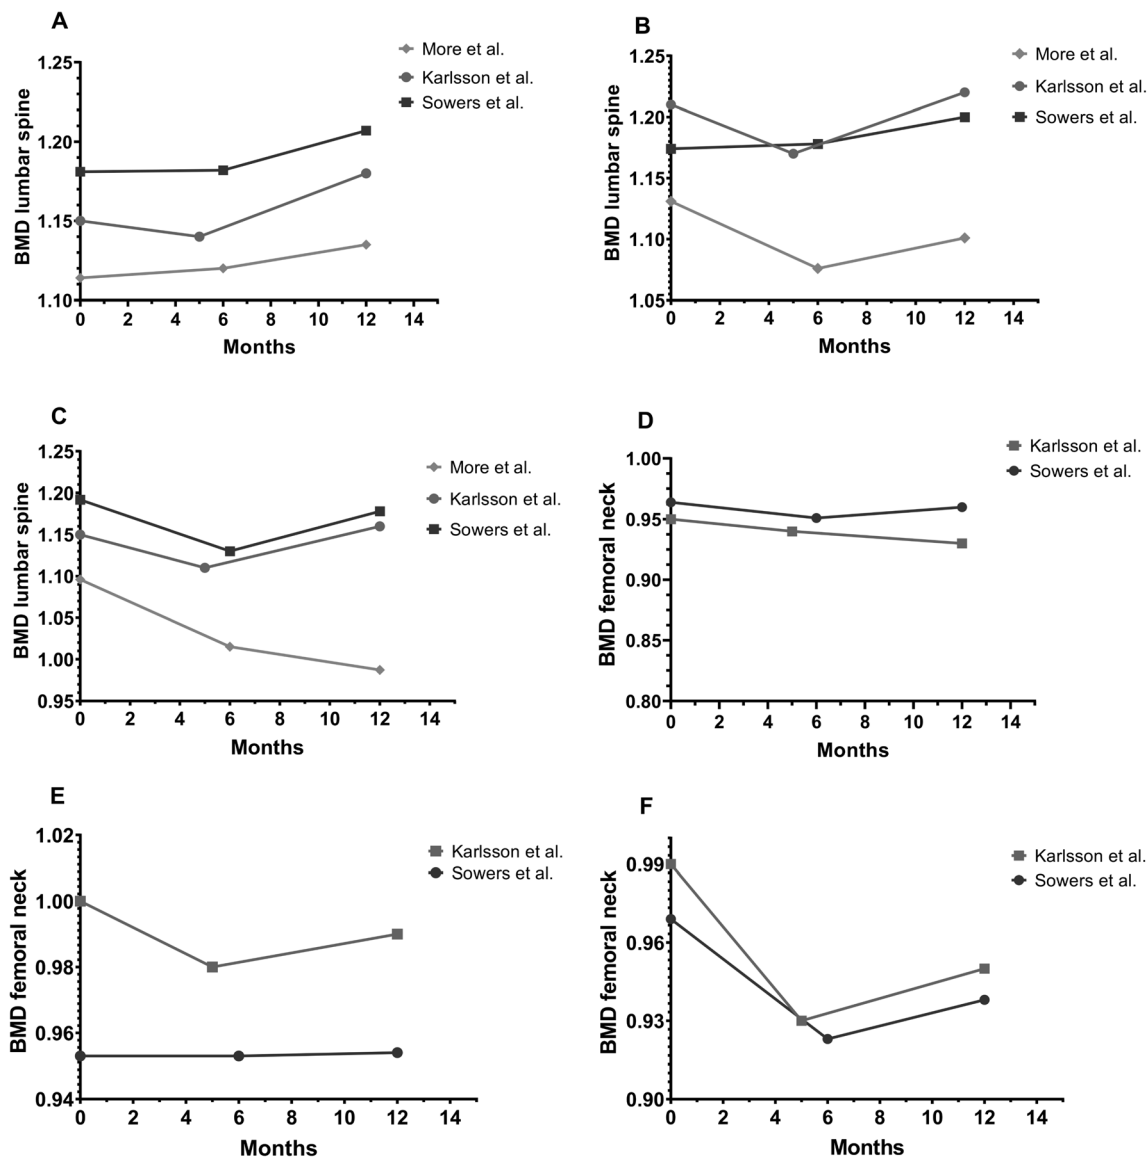 A
BMD lumbar spine
1.25
1.20
1.15
1.10
0 2 4 6 8 10 12 14
Months
More et al.
Karlsson et al.
Sowers et al.
B
BMD lumbar spine
1.25
1.20
1.15
1.10
1.05
0 2 4 6 8 10 12 14
Months
More et al.
Karlsson et al.
Sowers et al.
C
BMD lumbar spine
1.25
1.20
1.15
1.10
1.05
1.00
0.95
0 2 4 6 8 10 12 14
Months
More et al.
Karlsson et al.
Sowers et al.
D
BMD femoral neck
1.00
0.95
0.90
0.85
0.80
0 2 4 6 8 10 12 14
Months
Karlsson et al.
Sowers et al.
E
BMD femoral neck
1.02
1.00
0.98
0.96
0.94
0 2 4 6 8 10 12 14
Months
Karlsson et al.
Sowers et al.
F
BMD femoral neck
0.99
0.96
0.93
0.90
0 2 4 6 8 10 12 14
Months
Karlsson et al.
Sowers et al.